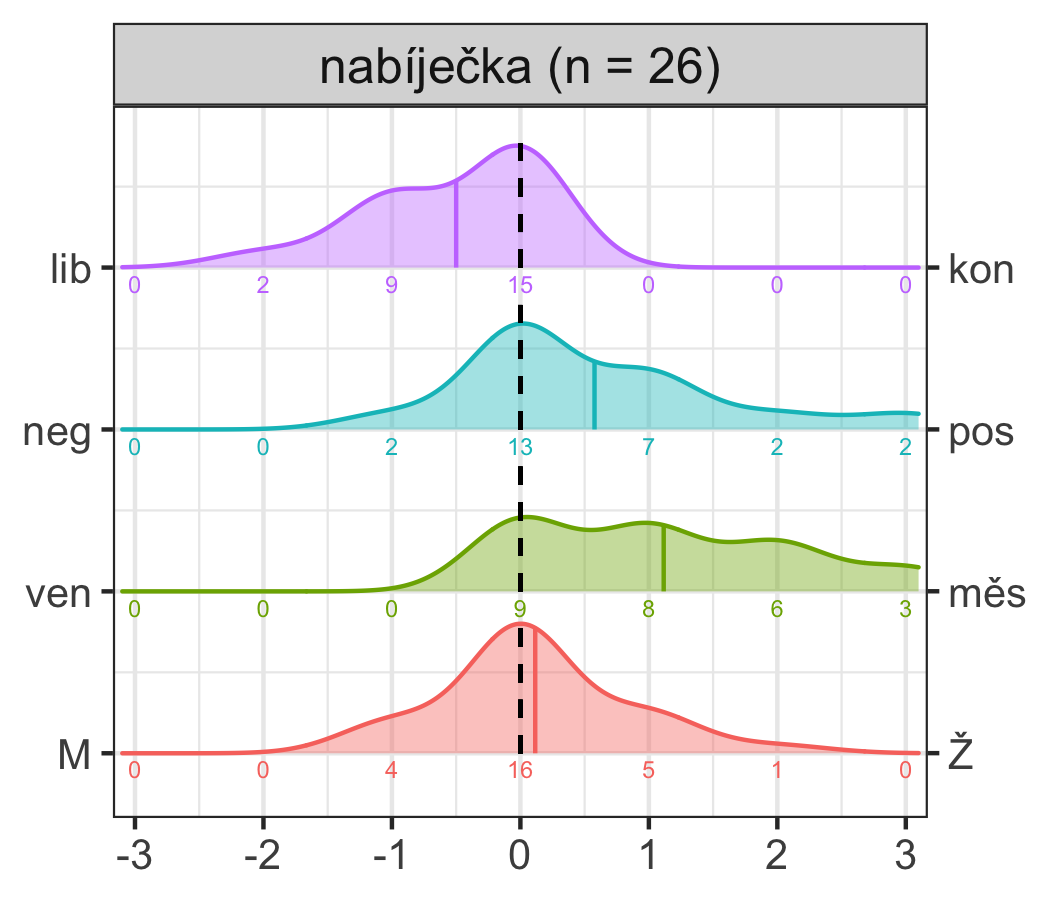 nabíječka (n = 26)
lib kon
0 2 9 15 0 0 0
neg pos
0 0 2 13 7 2 2
ven měs
0 0 0 9 8 6 3
M Ž
0 0 4 16 5 1 0
-3 -2 -1 0 1 2 3